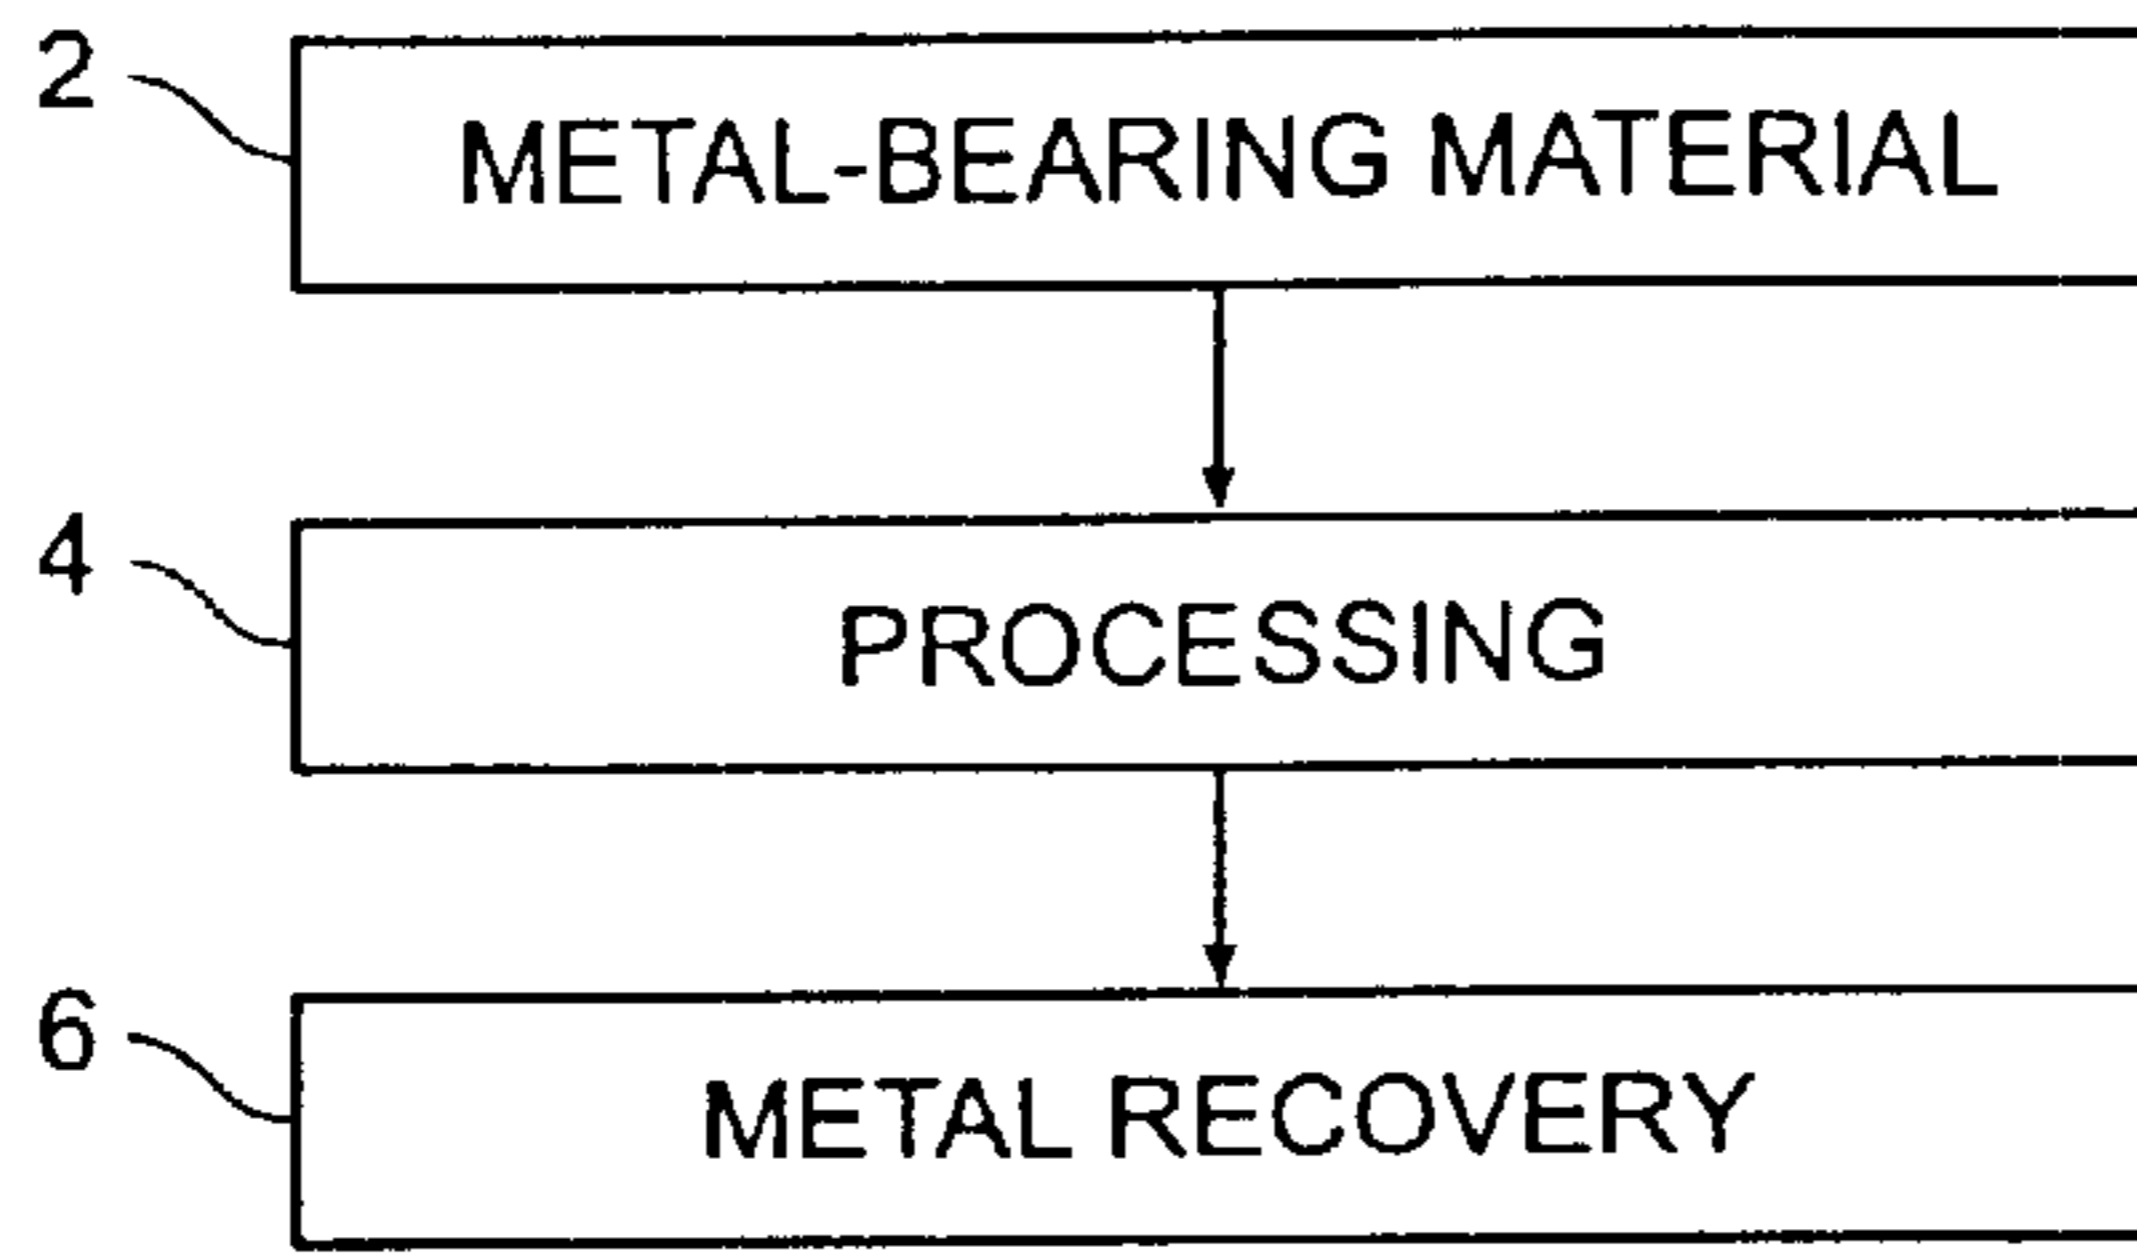 2
METAL-BEARING MATERIAL
4
PROCESSING
6
METAL RECOVERY